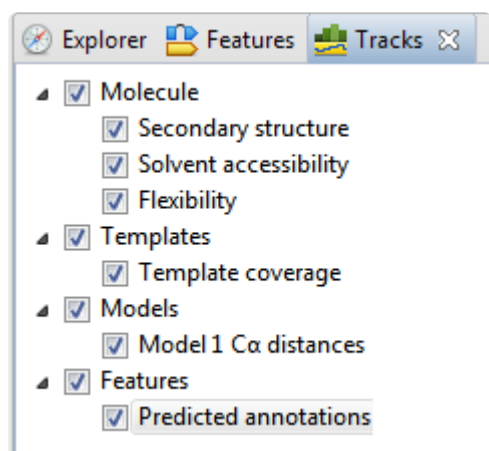 Explorer Features Tracks
Molecule
Secondary structure
Solvent accessibility
Flexibility
Templates
Template coverage
Models
Model 1 Cα distances
Features
Predicted annotations